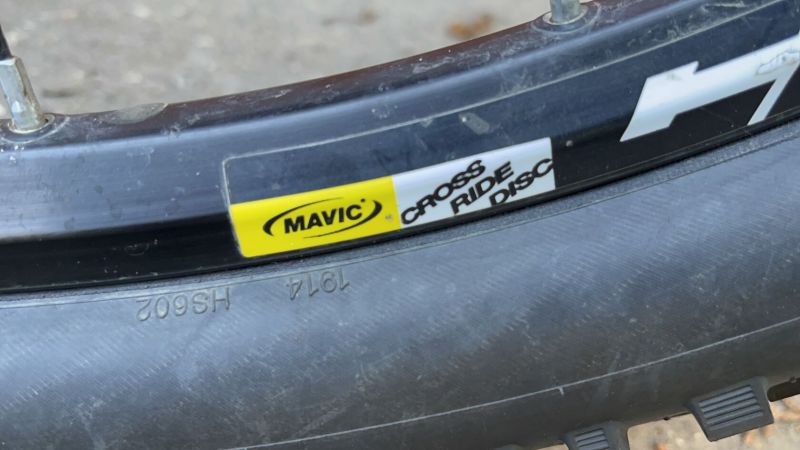 MAVIC
CROSS
RIDE
DISC
HS602 1914